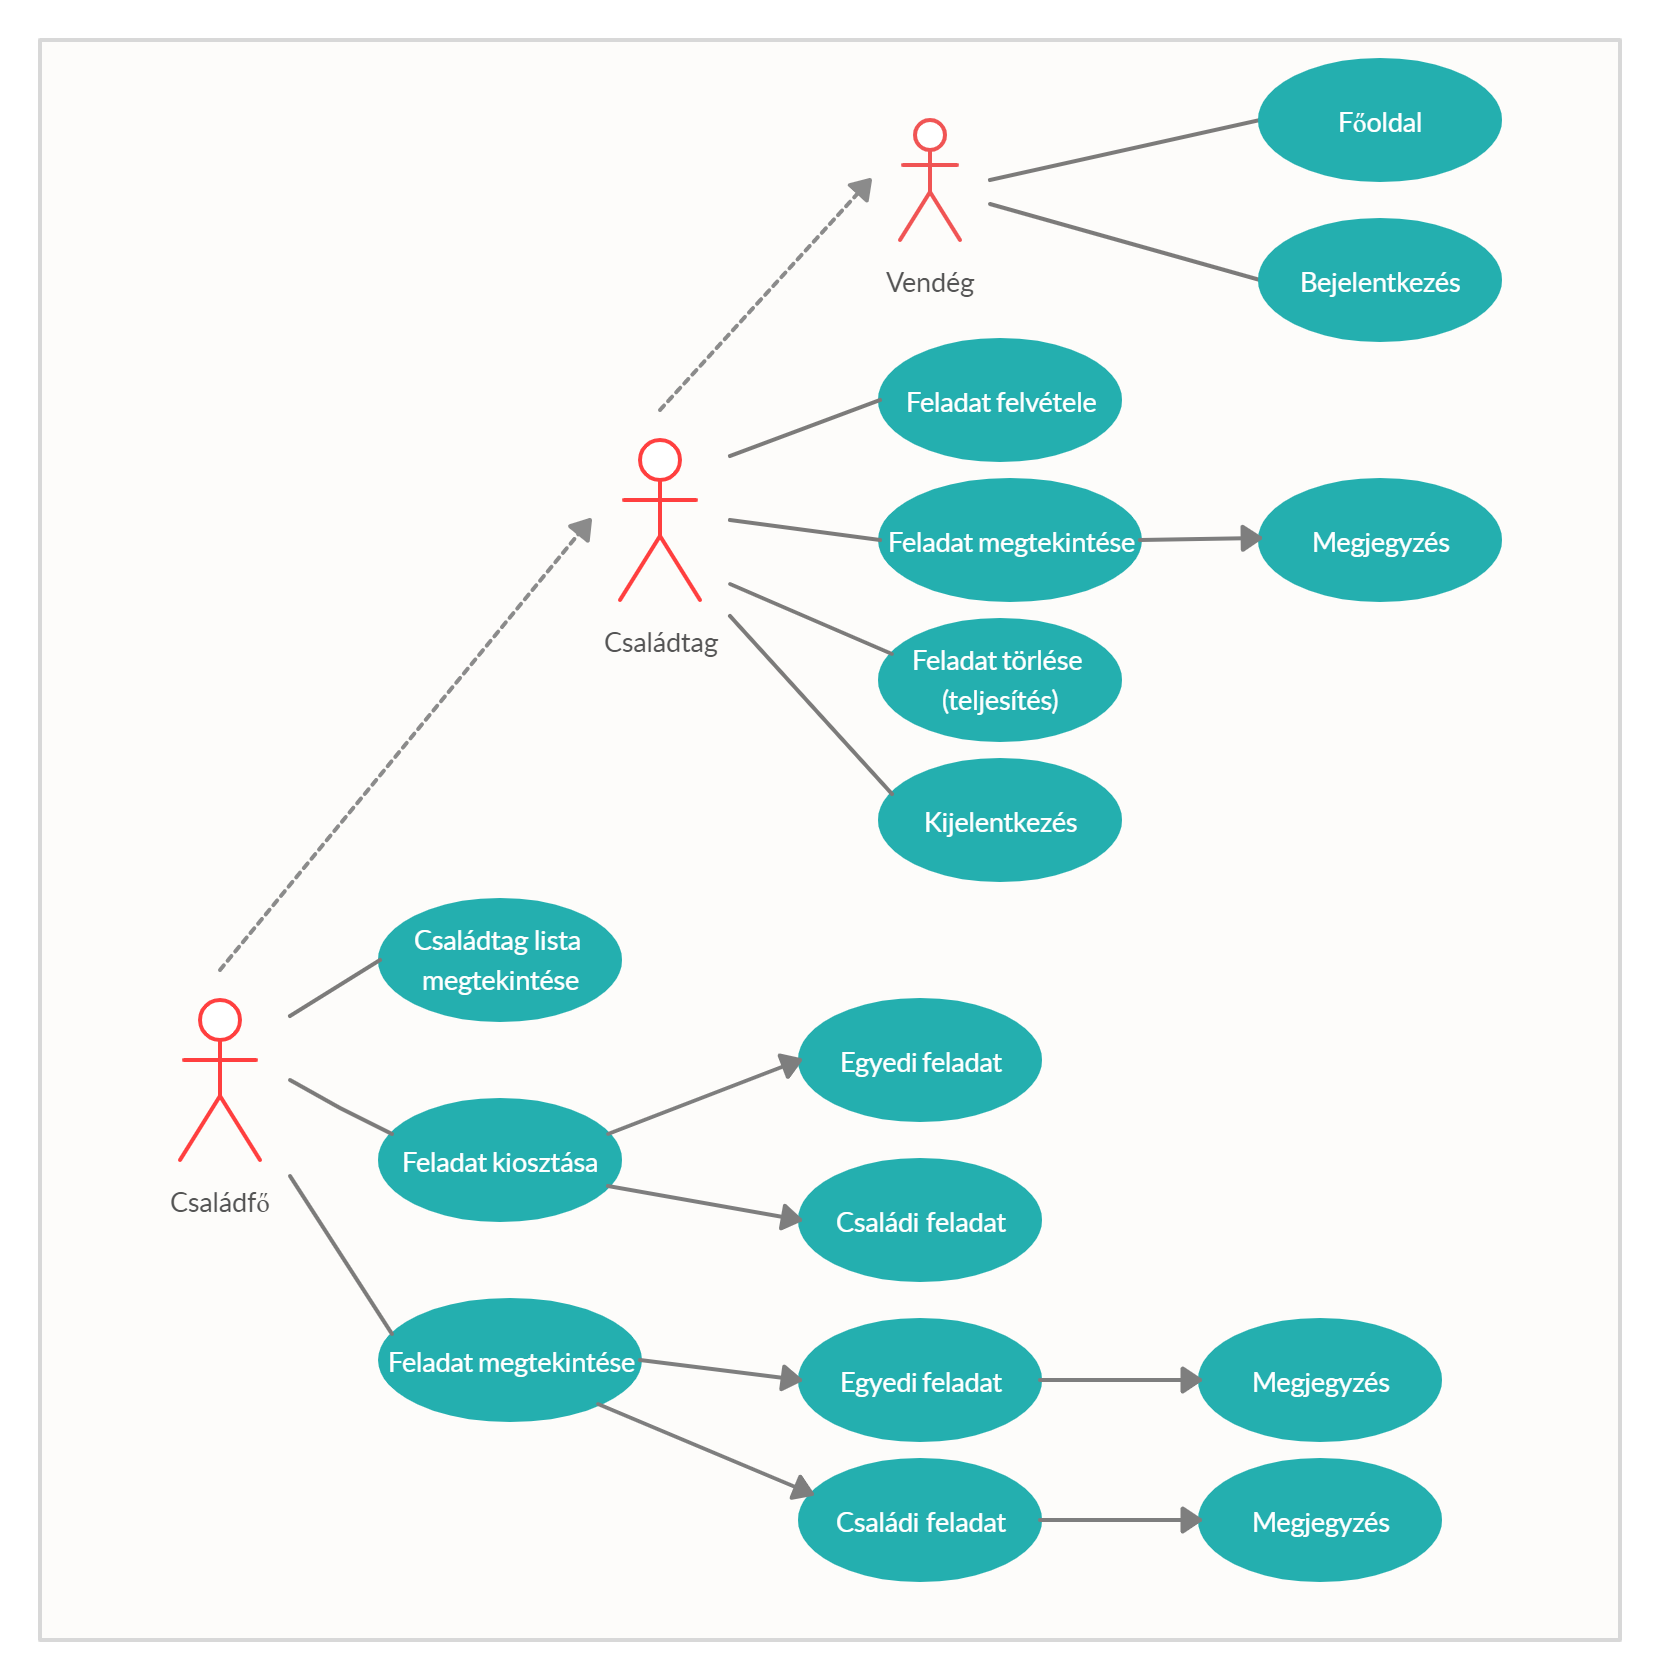 Főoldal
Vendég
Bejelentkezés
Feladat felvétele
Családtag
Feladat megtekintése
Megjegyzés
Feladat törlése
(teljesítés)
Kijelentkezés
Családtag lista
megtekintése
Családfő
Feladat kiosztása
Egyedi feladat
Családi feladat
Feladat megtekintése
Egyedi feladat
Megjegyzés
Családi feladat
Megjegyzés